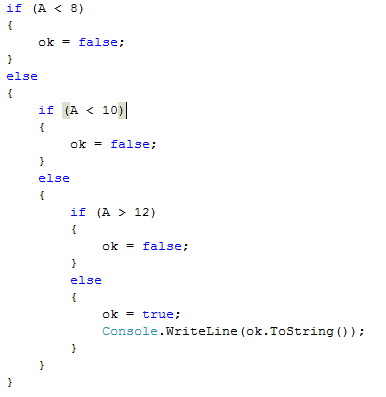 if (A < 8)
{
    ok = false;
}
else
{
    if (A < 10)
    {
        ok = false;
    }
    else
    {
        if (A > 12)
        {
            ok = false;
        }
        else
        {
            ok = true;
            Console.WriteLine(ok.ToString());
        }
    }
}